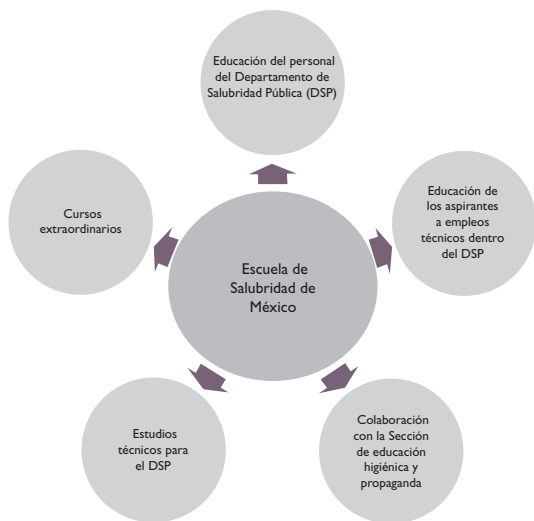 Educación del personal
del Departamento de
Salubridad Pública (DSP)
Cursos
extraordinarios
Educación de
los aspirantes
a empleos
técnicos dentro
del DSP
Escuela de
Salubridad de
México
Estudios
técnicos para
el DSP
Colaboración
con la Sección
de educación
higiénica y
propaganda